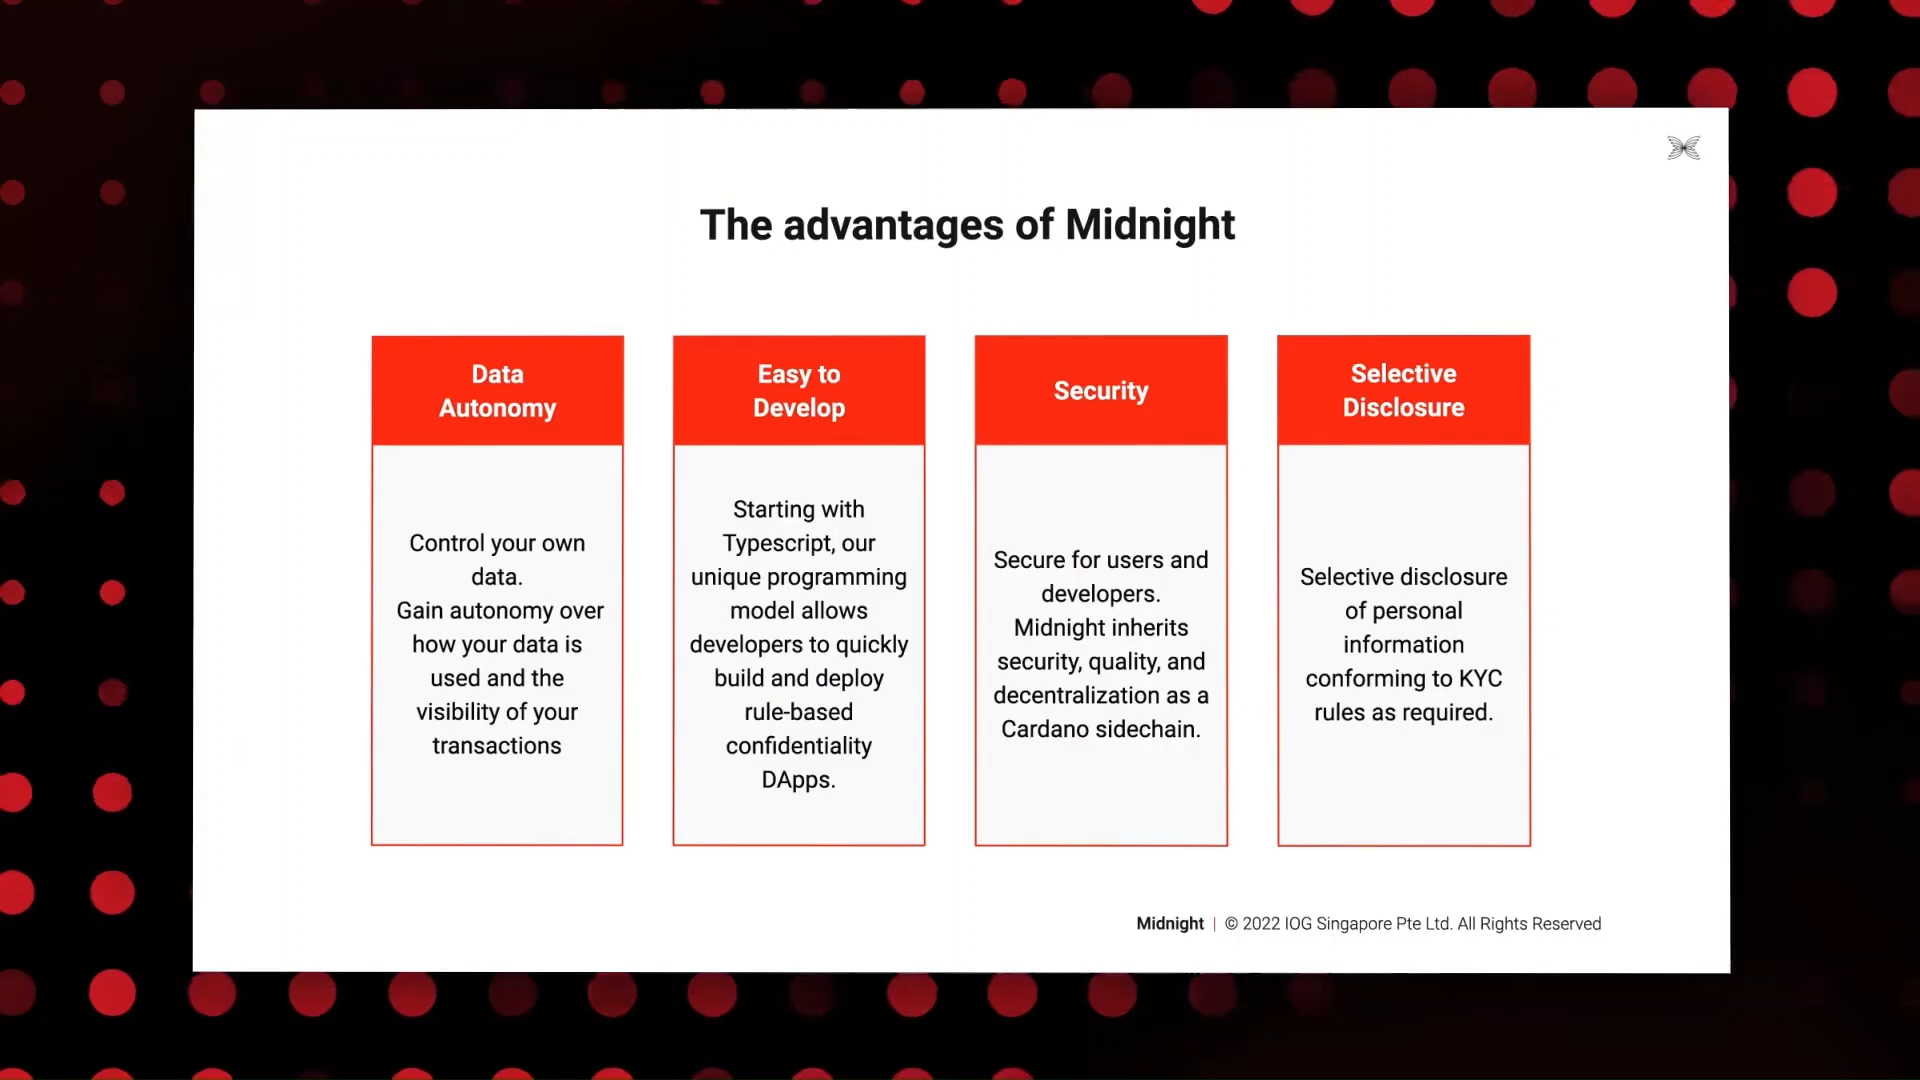 The advantages of Midnight
Data
Autonomy
Control your own
data.
Gain autonomy over
how your data is
used and the
visibility of your
transactions
Easy to
Develop
Starting with
Typescript, our
unique programming
model allows
developers to quickly
build and deploy
rule-based
confidentiality
DApps.
Security
Secure for users and
developers.
Midnight inherits
security, quality, and
decentralization as a
Cardano sidechain.
Selective
Disclosure
Selective disclosure
of personal
information
conforming to KYC
rules as required.
Midnight | © 2022 IOG Singapore Pte Ltd. All Rights Reserved